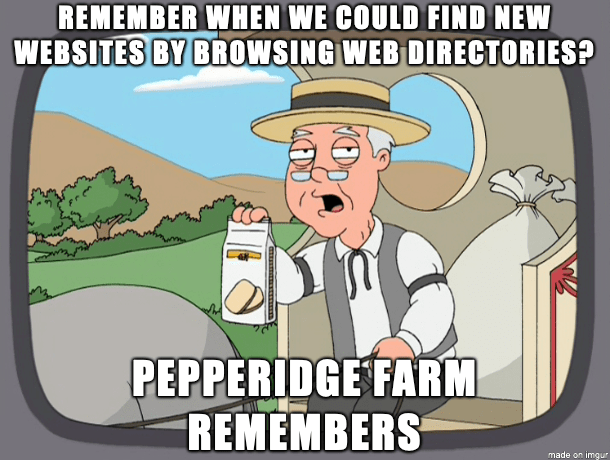 REMEMBER WHEN WE COULD FIND NEW
WEBSITES BY BROWSING WEB DIRECTORIES?
PEPPERIDGE FARM
REMEMBERS
made on imgur